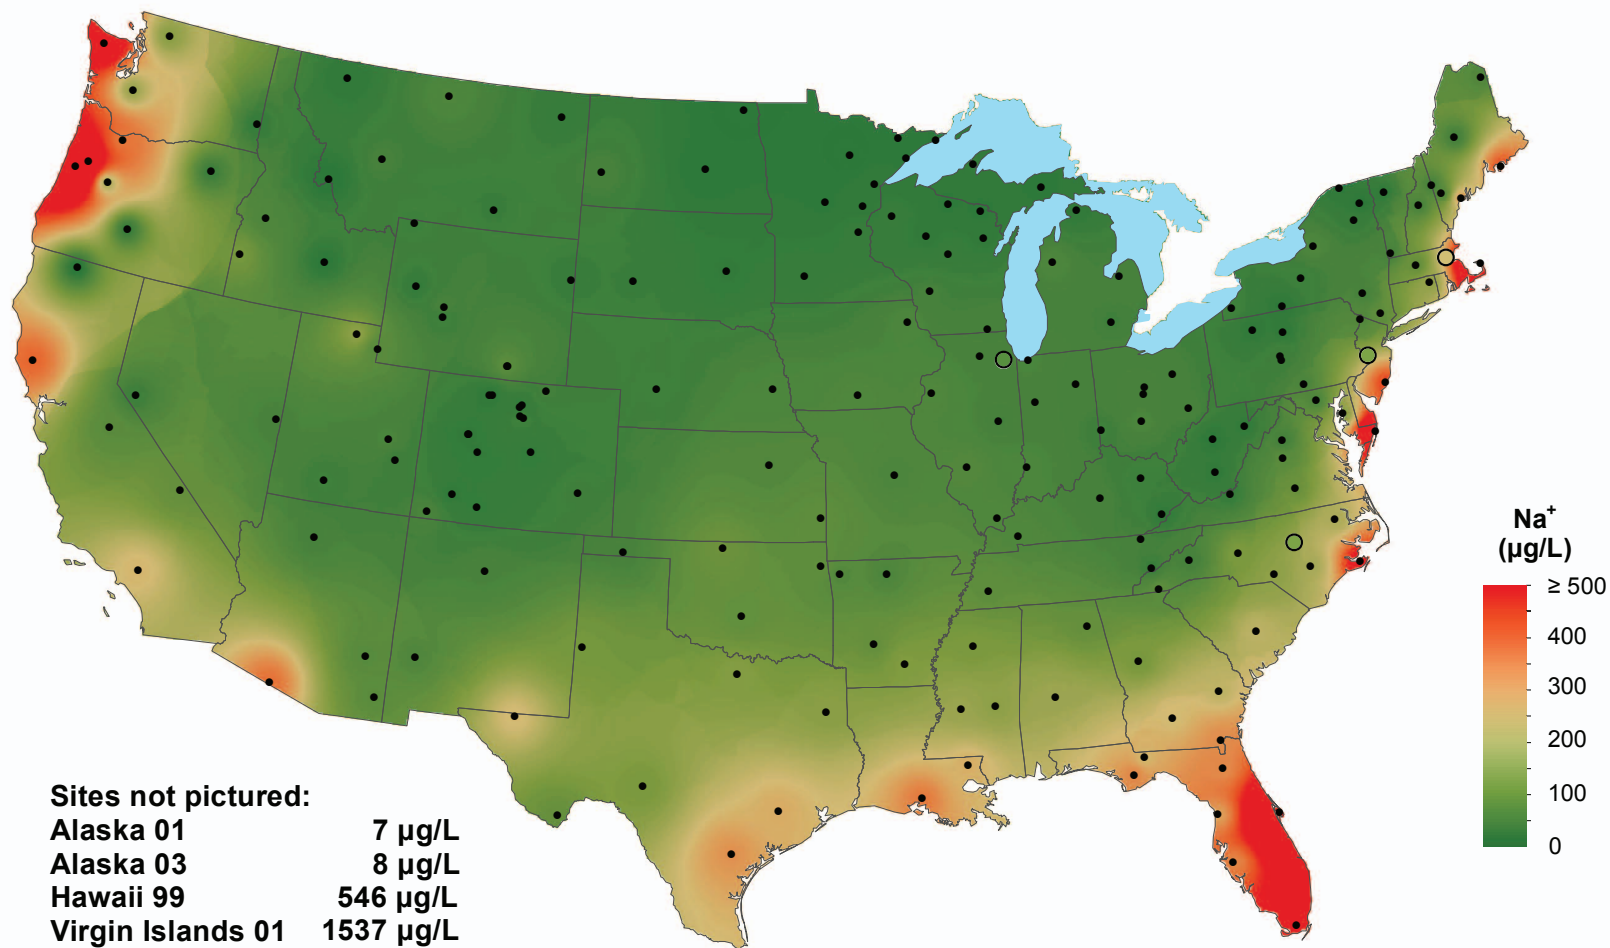 Na⁺
(µg/L)
≥ 500
400
300
200
100
0
Sites not pictured:
Alaska 01 7 µg/L
Alaska 03 8 µg/L
Hawaii 99 546 µg/L
Virgin Islands 01 1537 µg/L